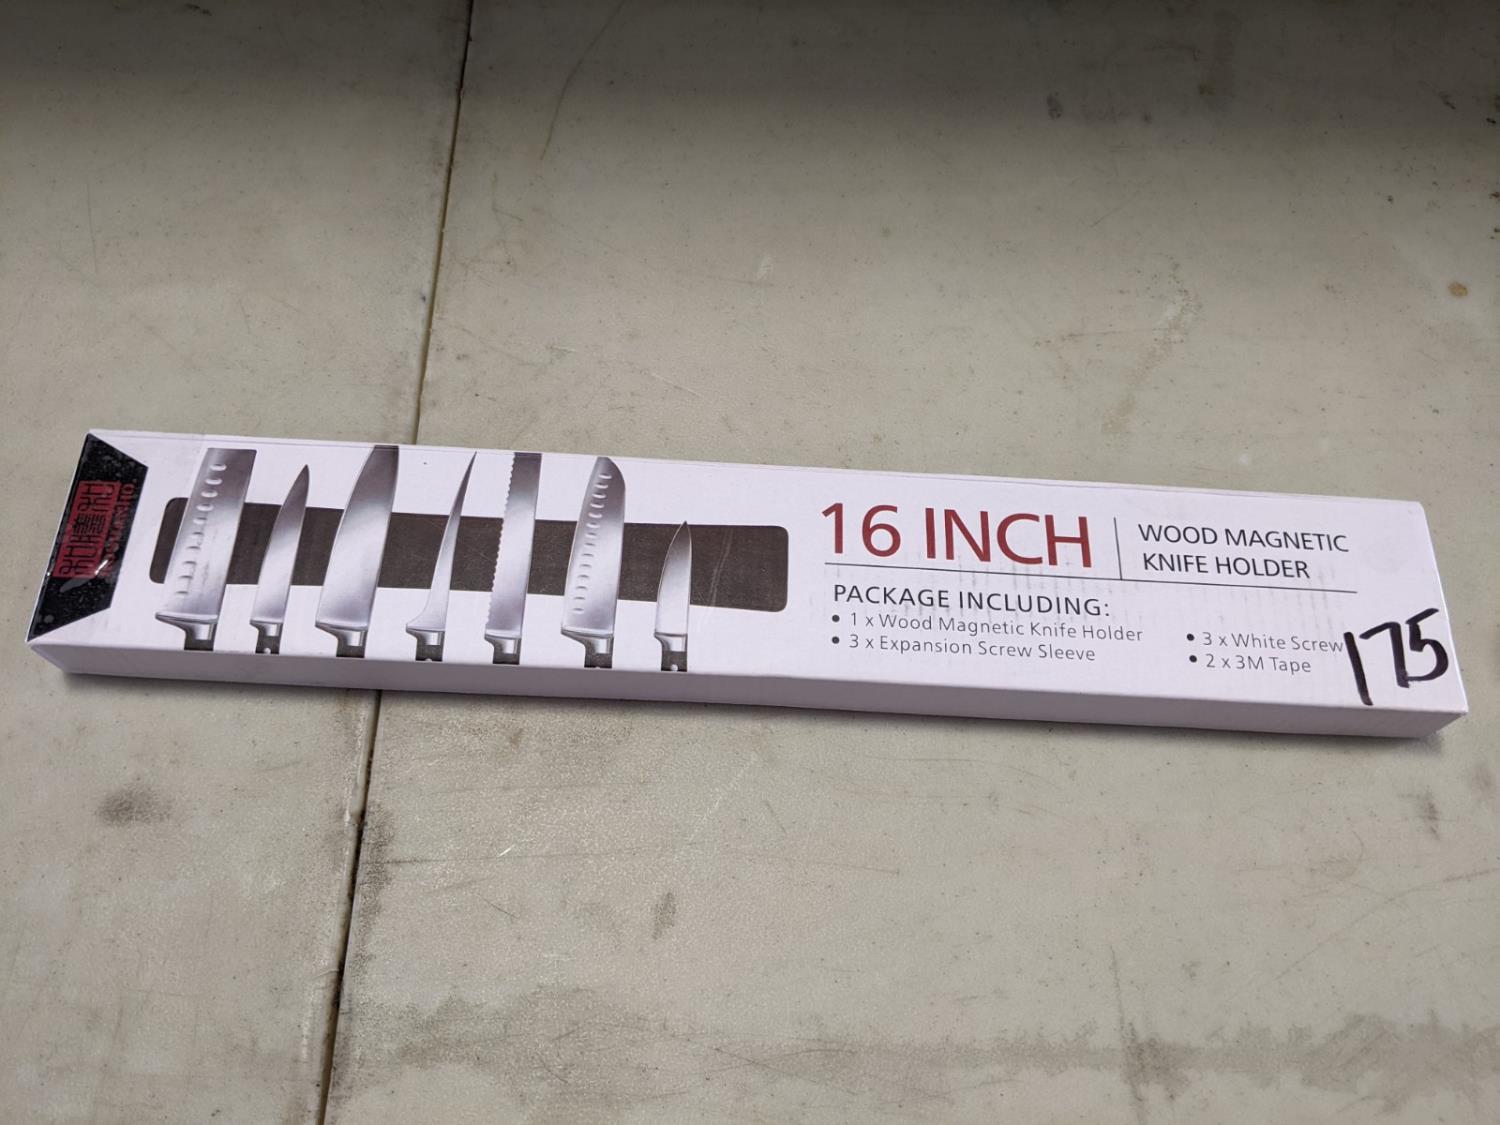 16 INCH
WOOD MAGNETIC
KNIFE HOLDER
PACKAGE INCLUDING:
• 1 x Wood Magnetic Knife Holder
• 3 x Expansion Screw Sleeve
• 3 x White Screw
• 2 x 3M Tape
175